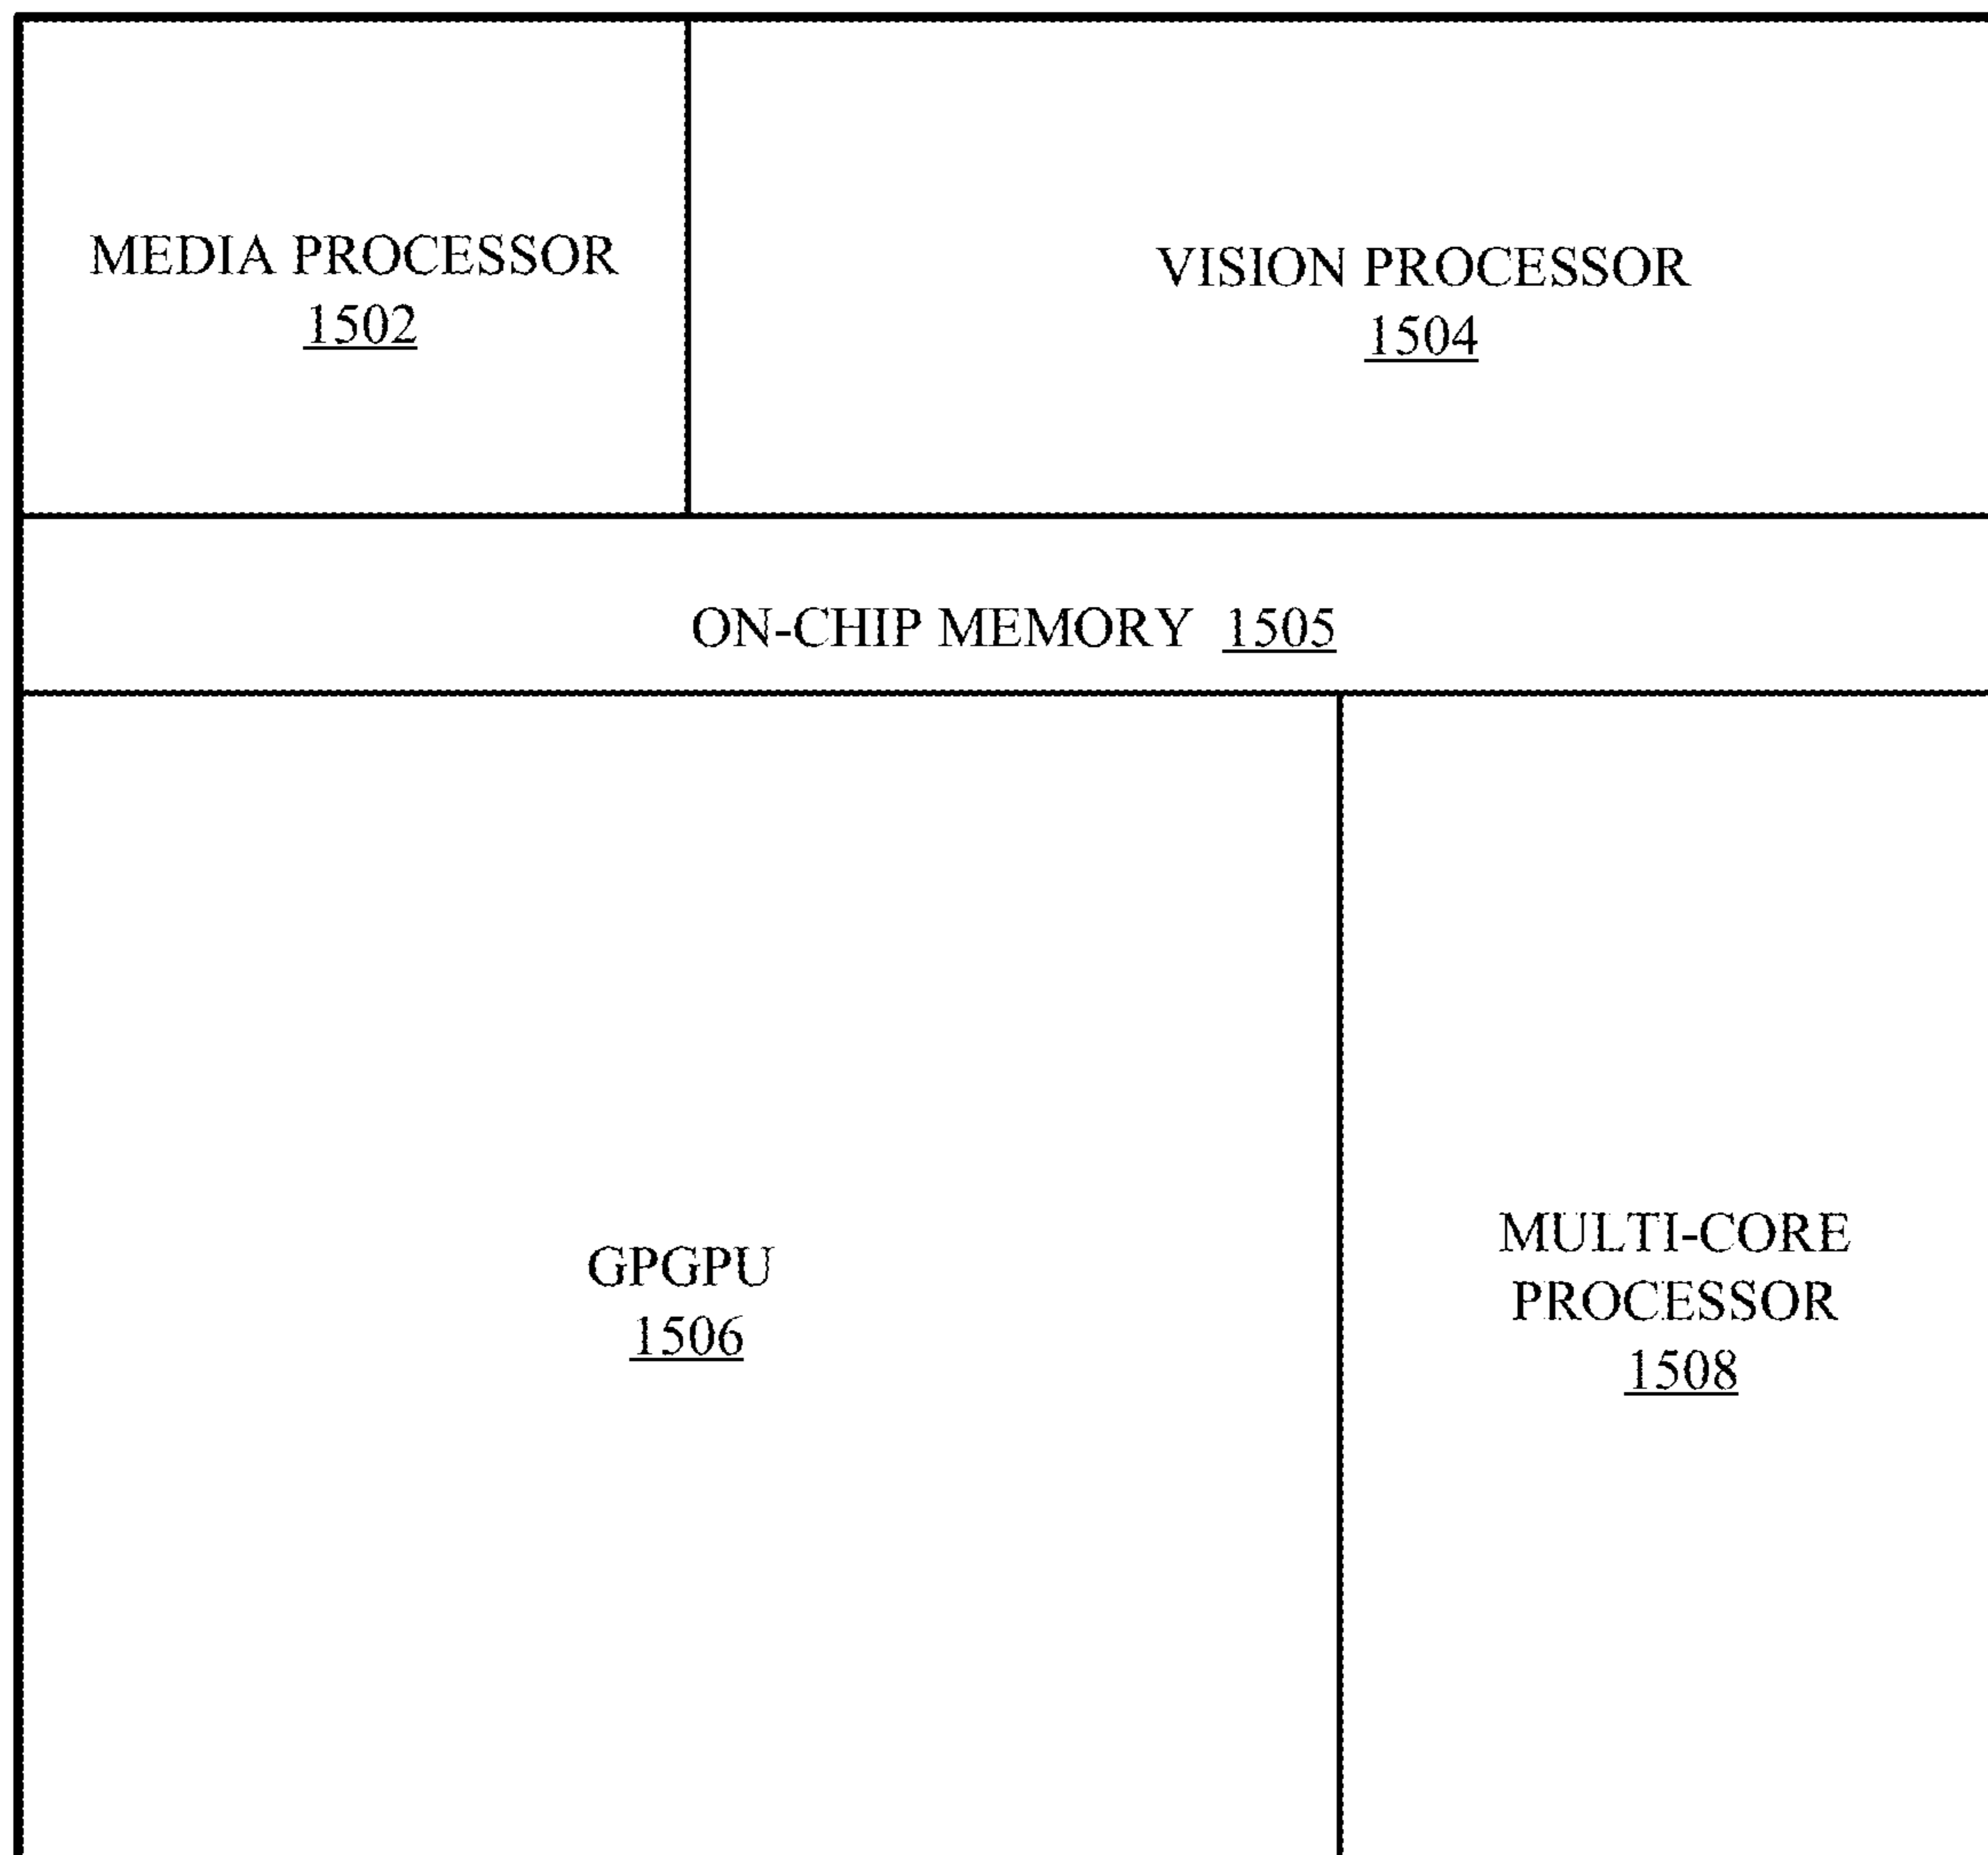 MEDIA PROCESSOR
1502
VISION PROCESSOR
1504
ON-CHIP MEMORY 1505
GPGPU
1506
MULTI-CORE
PROCESSOR
1508